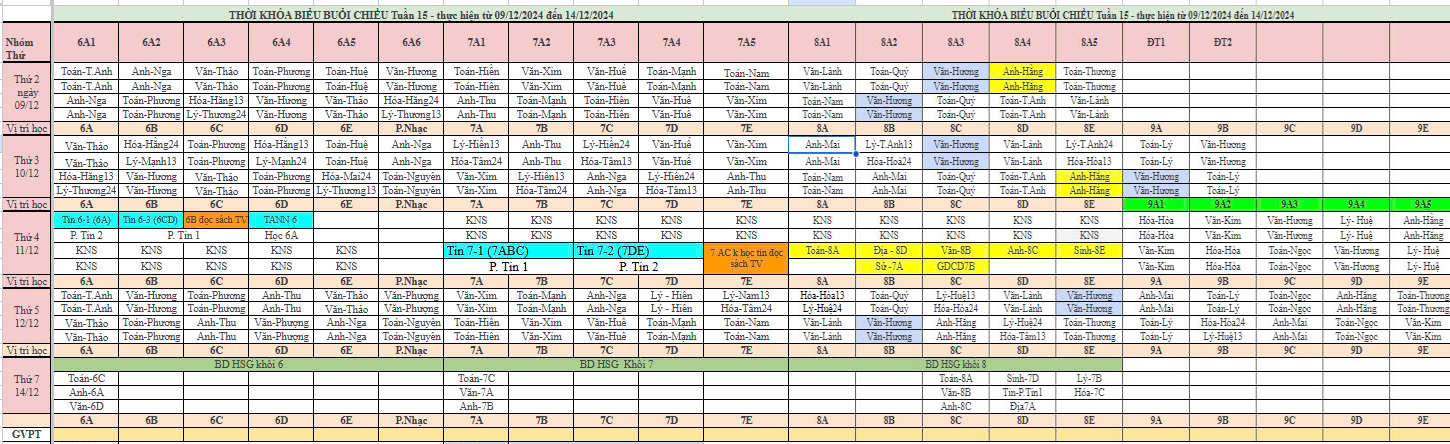 THỜI KHÓA BIỂU BUỔI CHIỀU Tuần 15 - thực hiện từ 09/12/2024 đến 14/12/2024 THỜI KHÓA BIỂU BUỔI CHIỀU Tuần 15 - thực hiện từ 09/12/2024 đến 14/12/2024
Nhóm Thứ 6A1 6A2 6A3 6A4 6A5 6A6 7A1 7A2 7A3 7A4 7A5 8A1 8A2 8A3 8A4 8A5 ĐT1 ĐT2
Thứ 2 ngày 09/12
Toán-T.Anh Anh-Nga Văn-Thảo Toán-Phương Toán-Huệ Văn-Hương Toán-Hiền Văn-Xim Văn-Huế Toán-Mạnh Toán-Nam Văn-Lành Toán-Quý Văn-Hương Anh-Hằng Toán-Thương
Toán-T.Anh Anh-Nga Văn-Thảo Toán-Phương Toán-Huệ Văn-Hương Toán-Hiền Văn-Xim Văn-Huế Toán-Mạnh Toán-Nam Văn-Lành Toán-Quý Văn-Hương Anh-Hằng Toán-Thương
Anh-Nga Toán-Phương Hóa-Hằng13 Văn-Hương Văn-Thảo Hóa-Hằng24 Anh-Thu Toán-Mạnh Toán-Hiền Văn-Huế Văn-Xim Toán-Nam Văn-Hương Toán-Quý Toán-T.Anh Văn-Lành
Anh-Nga Toán-Phương Lý-Thương24 Văn-Hương Văn-Thảo Lý-Thương13 Anh-Thu Toán-Mạnh Toán-Hiền Văn-Huế Văn-Xim Toán-Nam Văn-Hương Toán-Quý Toán-T.Anh Văn-Lành
Vị trí học 6A 6B 6C 6D 6E P.Nhạc 7A 7B 7C 7D 7E 8A 8B 8C 8D 8E 9A 9B 9C 9D 9E
Thứ 3 10/12
Văn-Thảo Hóa-Hằng24 Toán-Phương Hóa-Hằng13 Toán-Huệ Anh-Nga Lý-Hiền13 Anh-Thu Lý-Hiền24 Văn-Huế Văn-Xim Anh-Mai Lý-T.Anh13 Văn-Hương Văn-Lành Lý-T.Anh24 Toán-Lý Văn-Hương
Văn-Thảo Lý-Mạnh13 Toán-Phương Lý-Mạnh24 Toán-Huệ Anh-Nga Hóa-Tâm24 Anh-Thu Hóa-Tâm13 Văn-Huế Văn-Xim Anh-Mai Hóa-Hoà24 Văn-Hương Văn-Lành Hóa-Hòa13 Toán-Lý Văn-Hương
Hóa-Hằng13 Văn-Hương Văn-Thảo Toán-Phương Hóa-Mai24 Toán-Nguyên Văn-Xim Lý-Hiền13 Anh-Nga Lý-Hiền24 Anh-Thu Toán-Nam Anh-Mai Toán-Quý Toán-T.Anh Anh-Hằng Văn-Hương Toán-Lý
Lý-Thương24 Văn-Hương Văn-Thảo Toán-Phương Lý-Thương13 Toán-Nguyên Văn-Xim Hóa-Tâm24 Anh-Nga Hóa-Tâm13 Anh-Thu Toán-Nam Anh-Mai Toán-Quý Toán-T.Anh Anh-Hằng Văn-Hương Toán-Lý
Vị trí học 6A 6B 6C 6D 6E P.Nhạc 7A 7B 7C 7D 7E 8A 8B 8C 8D 8E 9A1 9A2 9A3 9A4 9A5
Thứ 4 11/12
Tin 6-1 (6A) Tin 6-3 (6CD) 6B đọc sách TV TANN 6 KNS KNS KNS KNS KNS KNS KNS KNS KNS KNS Hóa-Hòa Văn-Kim Văn-Hương Lý- Huệ Anh-Hằng
P. Tin 2 P. Tin 1 Học 6A KNS KNS KNS KNS KNS KNS KNS KNS KNS KNS Hóa-Hòa Văn-Kim Văn-Hương Lý- Huệ Anh-Hằng
KNS KNS KNS KNS KNS Tin 7-1 (7ABC) Tin 7-2 (7DE) 7 AC k học tin đọc sách TV Toán-8A Địa - 8D Văn-8B Anh-8C Sinh-8E Văn-Kim Hóa-Hòa Toán-Ngọc Văn-Hương Lý- Huệ
KNS KNS KNS KNS KNS P. Tin 1 P. Tin 2 Sử -7A GDCD7B Văn-Kim Hóa-Hòa Toán-Ngọc Văn-Hương Lý- Huệ
Vị trí học 6A 6B 6C 6D 6E P.Nhạc 7A 7B 7C 7D 7E 8A 8B 8C 8D 8E 9A 9B 9C 9D 9E
Thứ 5 12/12
Toán-T.Anh Văn-Hương Toán-Phương Anh-Thu Văn-Thảo Văn-Phượng Văn-Xim Toán-Mạnh Anh-Nga Lý - Hiền Lý-Nam13 Hóa-Hòa13 Toán-Quý Lý-Huệ13 Văn-Lành Văn-Hương Anh-Mai Toán-Lý Toán-Ngọc Anh-Hằng Toán-Thương
Toán-T.Anh Văn-Hương Toán-Phương Anh-Thu Văn-Thảo Văn-Phượng Văn-Xim Toán-Mạnh Anh-Nga Lý - Hiền Hóa-Tâm24 Lý-Huệ24 Toán-Quý Hóa-Hòa24 Văn-Lành Văn-Hương Anh-Mai Toán-Lý Toán-Ngọc Anh-Hằng Toán-Thương
Văn-Thảo Toán-Phương Anh-Thu Văn-Phượng Anh-Nga Toán-Nguyên Toán-Hiền Văn-Xim Văn-Huế Toán-Mạnh Toán-Nam Văn-Lành Văn-Hương Anh-Hằng Lý-Huệ24 Toán-Thương Toán-Lý Hóa-Hòa24 Anh-Mai Toán-Ngọc Văn-Kim
Văn-Thảo Toán-Phương Anh-Thu Văn-Phượng Anh-Nga Toán-Nguyên Toán-Hiền Văn-Xim Văn-Huế Toán-Mạnh Toán-Nam Văn-Lành Văn-Hương Anh-Hằng Hóa-Tâm13 Toán-Thương Toán-Lý Lý-Huệ13 Anh-Mai Toán-Ngọc Văn-Kim
Vị trí học 6A 6B 6C 6D 6E P.Nhạc 7A 7B 7C 7D 7E 8A 8B 8C 8D 8E 9A 9B 9C 9D 9E
Thứ 7 14/12
BD HSG khối 6 BD HSG Khối 7 BD HSG khối 8
Toán-6C Toán-7C Toán-8A Sinh-7D Lý-7B
Anh-6A Văn-7A Văn-8B Tin-P.Tin1 Hóa-7C
Văn-6D Anh-7B Anh-8C Địa7A
6A 6B 6C 6D 6E P.Nhạc 7A 7B 7C 7D 7E 8A 8B 8C 8D 8E 9A 9B 9C 9D 9E
GVPT